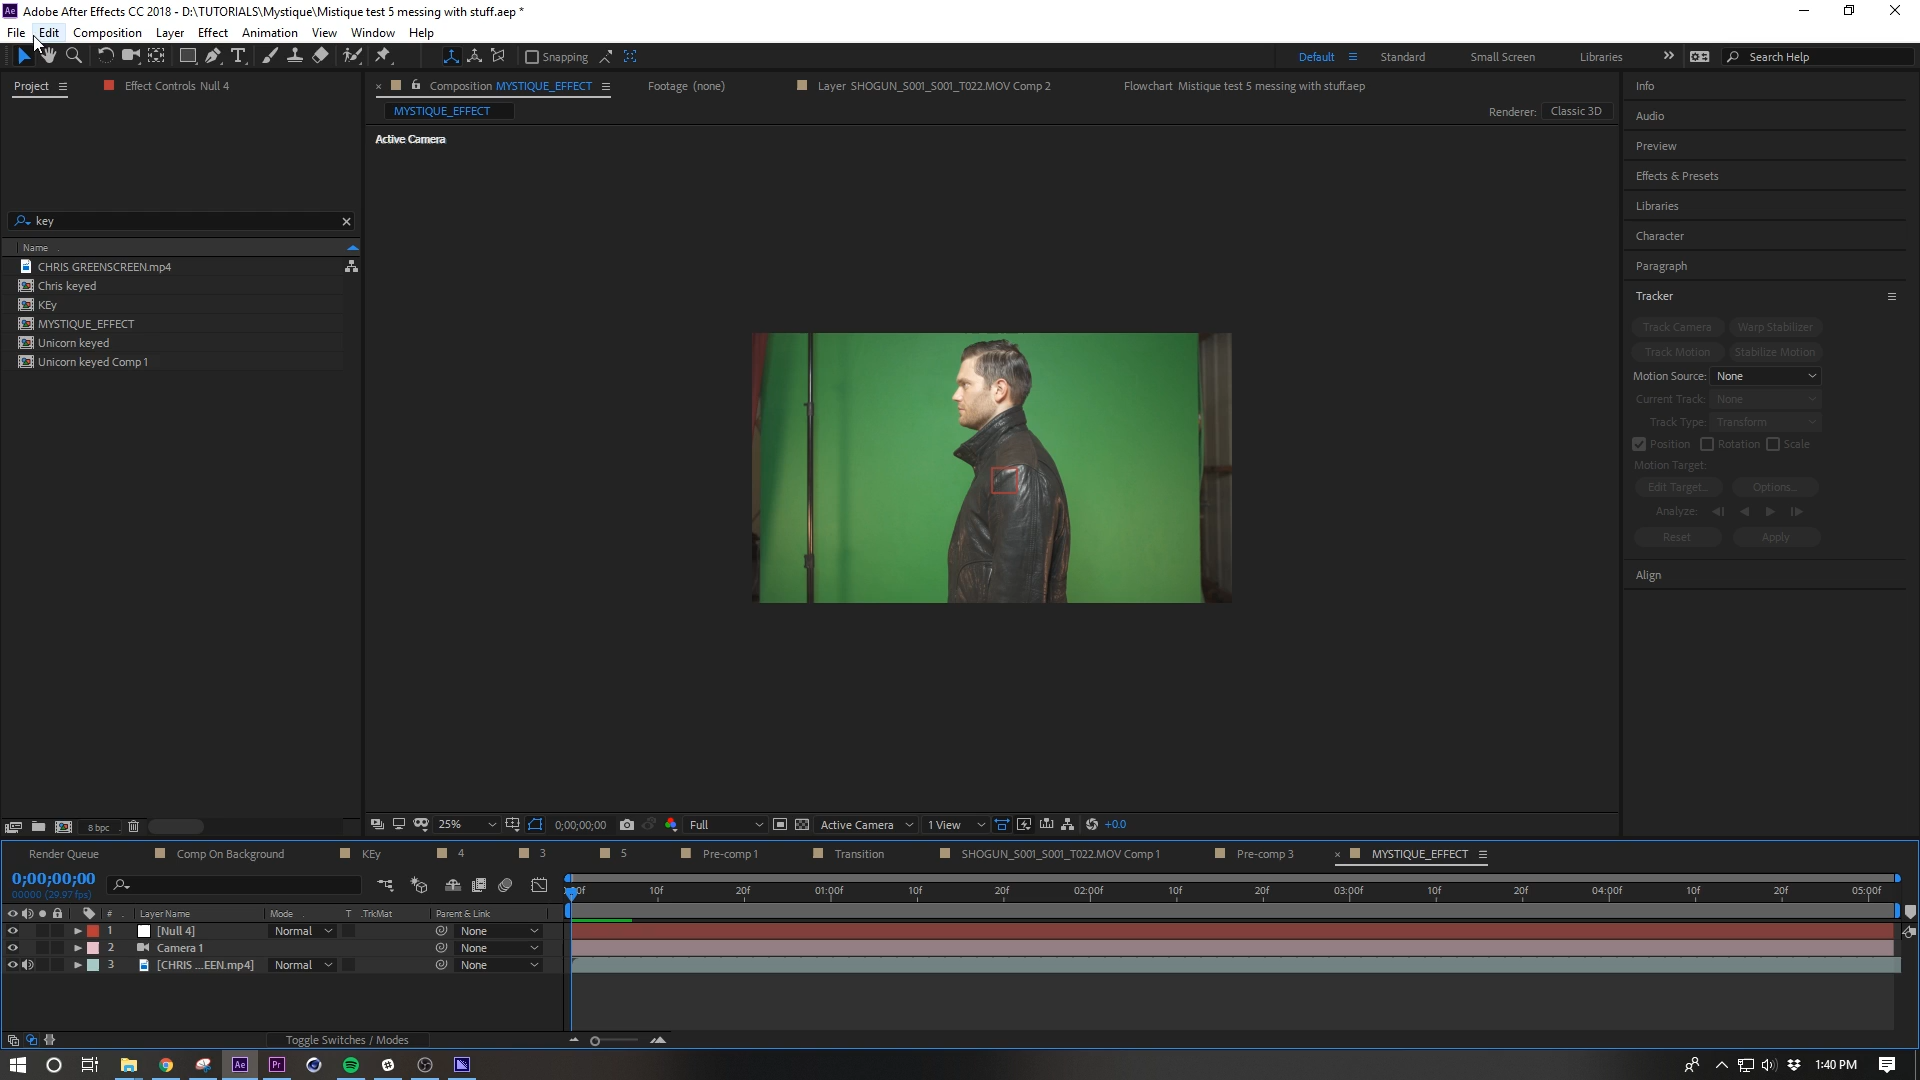 Ae Adobe After Effects CC 2018 - D:\TUTORIALS\Mystique\Mistique test 5 messing with stuff.aep *
File Edit Composition Layer Effect Animation View Window Help
T Snapping Default Standard Small Screen Libraries Search Help
Project Effect Controls Null 4
Composition MYSTIQUE_EFFECT Footage (none) Layer SHOGUN_S001_S001_T022.MOV Comp 2 Flowchart Mistique test 5 messing with stuff.aep
MYSTIQUE_EFFECT Renderer: Classic 3D
Active Camera
key
Name
CHRIS GREENSCREEN.mp4
Chris keyed
KEy
MYSTIQUE_EFFECT
Unicorn keyed
Unicorn keyed Comp 1
Info
Audio
Preview
Effects & Presets
Libraries
Character
Paragraph
Tracker
Track Camera Warp Stabilizer
Track Motion Stabilize Motion
Motion Source: None
Current Track: None
Track Type: Transform
Position Rotation Scale
Motion Target:
Edit Target... Options...
Analyze:
Reset Apply
Align
8 bpc
25% 0;00;00;00 Full Active Camera 1 View +0.0
Render Queue Comp On Background KEy 4 3 5 Pre-comp 1 Transition SHOGUN_S001_S001_T022.MOV Comp 1 Pre-comp 3 MYSTIQUE_EFFECT
0;00;00;00
00000 (29.97 fps)
10f 20f 01:00f 10f 20f 02:00f 10f 20f 03:00f 10f 20f 04:00f 10f 20f 05:00f
# Layer Name Mode T .TrkMat Parent & Link
1 [Null 4] Normal None
2 Camera 1 None
3 [CHRIS ...EEN.mp4] Normal None
Toggle Switches / Modes
Ae Pr 1:40 PM